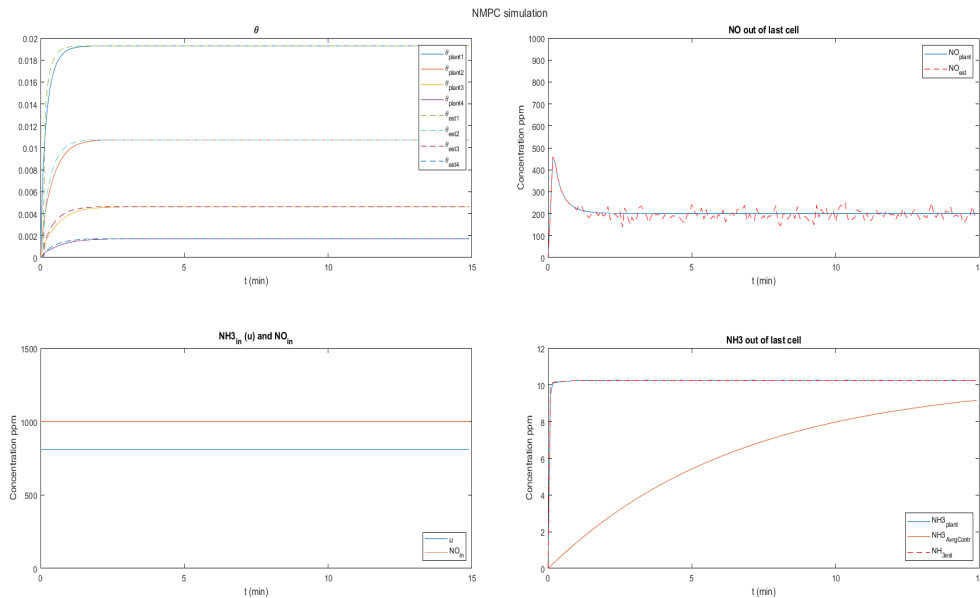 NMPC simulation
θ
0.02
0.018
0.016
0.014
0.012
0.01
0.008
0.006
0.004
0.002
0
0
5
10
15
t (min)
θplant1
θplant2
θplant3
θplant4
θest1
θest2
θest3
θest4
NO out of last cell
Concentration ppm
1000
900
800
700
600
500
400
300
200
100
0
0
5
10
15
t (min)
NOplant
NOest
NH3in (u) and NOin
Concentration ppm
1500
1000
500
0
0
5
10
15
t (min)
u
NOin
NH3 out of last cell
Concentration ppm
12
10
8
6
4
2
0
0
5
10
15
t (min)
NH3plant
NH3AvrgContr
NH3est